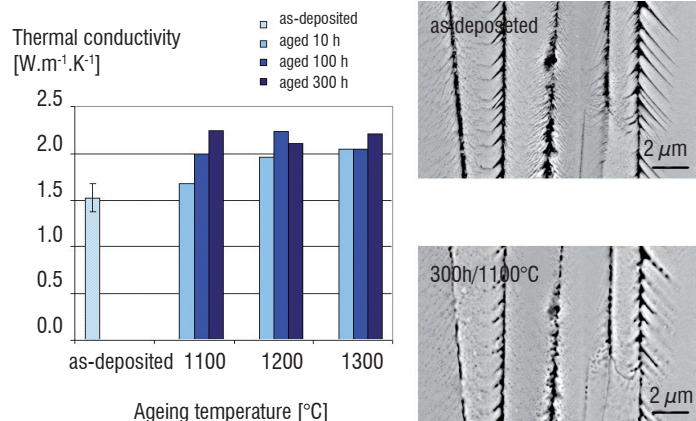 Thermal conductivity
[W.m-1.K-1]
as-deposited
aged 10 h
aged 100 h
aged 300 h
2.5
2.0
1.5
1.0
0.5
0.0
as-deposited 1100 1200 1300
Ageing temperature [°C]
as-deposeted
2 µm
300h/1100°C
2 µm